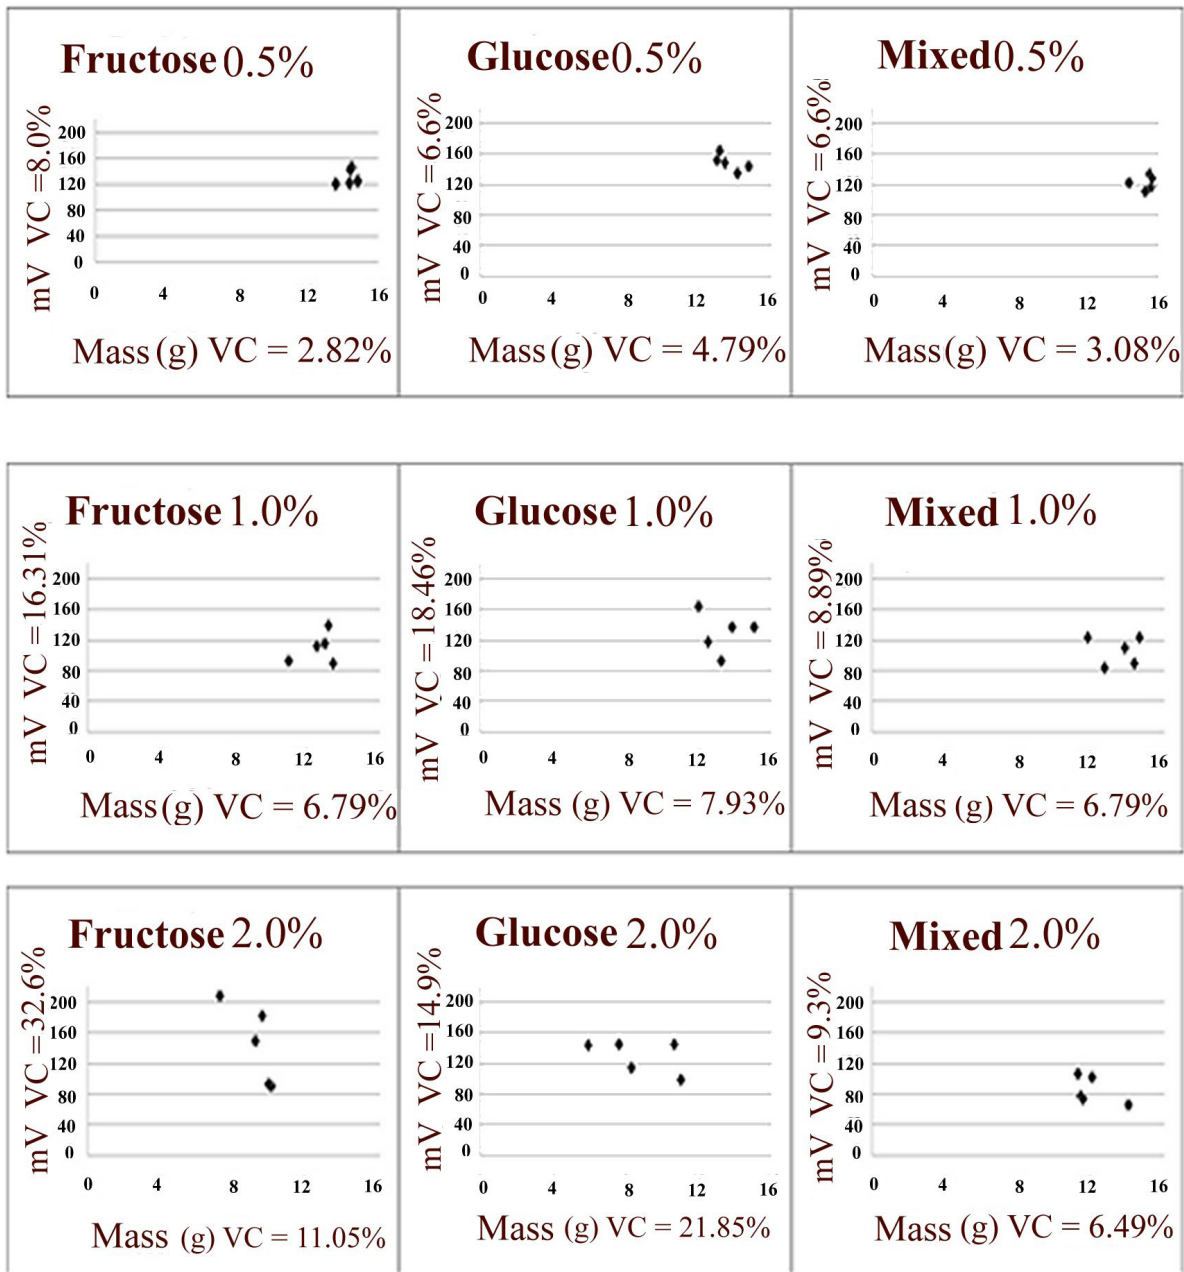 Fructose 0.5%
mV VC = 8.0%
200
160
120
80
40
0
0 4 8 12 16
Mass (g) VC = 2.82%
Glucose 0.5%
mV VC = 6.6%
200
160
120
80
40
0
0 4 8 12 16
Mass (g) VC = 4.79%
Mixed 0.5%
mV VC = 6.6%
200
160
120
80
40
0
0 4 8 12 16
Mass (g) VC = 3.08%
Fructose 1.0%
mV VC = 16.31%
200
160
120
80
40
0
0 4 8 12 16
Mass (g) VC = 6.79%
Glucose 1.0%
mV VC = 18.46%
200
160
120
80
40
0
0 4 8 12 16
Mass (g) VC = 7.93%
Mixed 1.0%
mV VC = 8.89%
200
160
120
80
40
0
0 4 8 12 16
Mass (g) VC = 6.79%
Fructose 2.0%
mV VC = 32.6%
200
160
120
80
40
0
0 4 8 12 16
Mass (g) VC = 11.05%
Glucose 2.0%
mV VC = 14.9%
200
160
120
80
40
0
0 4 8 12 16
Mass (g) VC = 21.85%
Mixed 2.0%
mV VC = 9.3%
200
160
120
80
40
0
0 4 8 12 16
Mass (g) VC = 6.49%